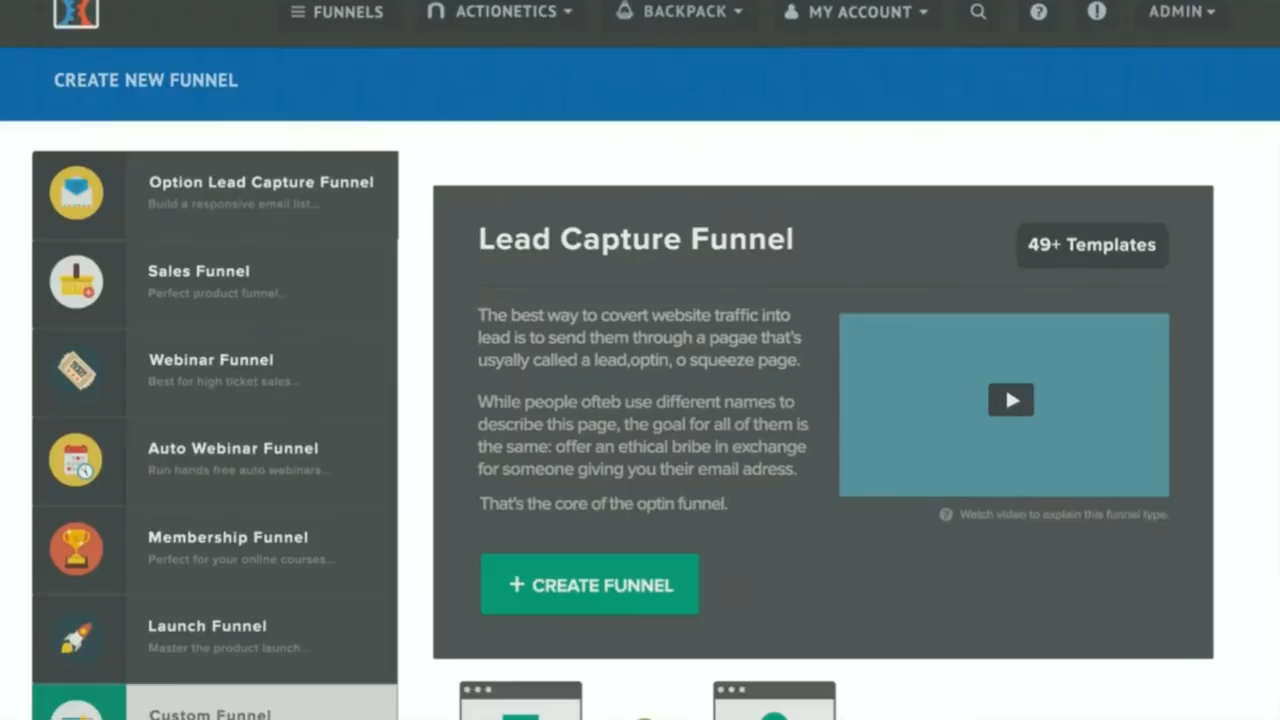 FUNNELS
ACTIONETICS
BACKPACK
MY ACCOUNT
ADMIN
CREATE NEW FUNNEL
Option Lead Capture Funnel
Build a responsive email list...
Sales Funnel
Perfect product funnel...
Webinar Funnel
Best for high ticket sales...
Auto Webinar Funnel
Run hands free auto webinars...
Membership Funnel
Perfect for your online courses...
Launch Funnel
Master the product launch...
Custom Funnel
Lead Capture Funnel
49+ Templates
The best way to covert website traffic into
lead is to send them through a pagae that's
usyally called a lead,optin, o squeeze page.
While people ofteb use different names to
describe this page, the goal for all of them is
the same: offer an ethical bribe in exchange
for someone giving you their email adress.
That's the core of the optin funnel.
Watch video to explain this funnel type.
+ CREATE FUNNEL